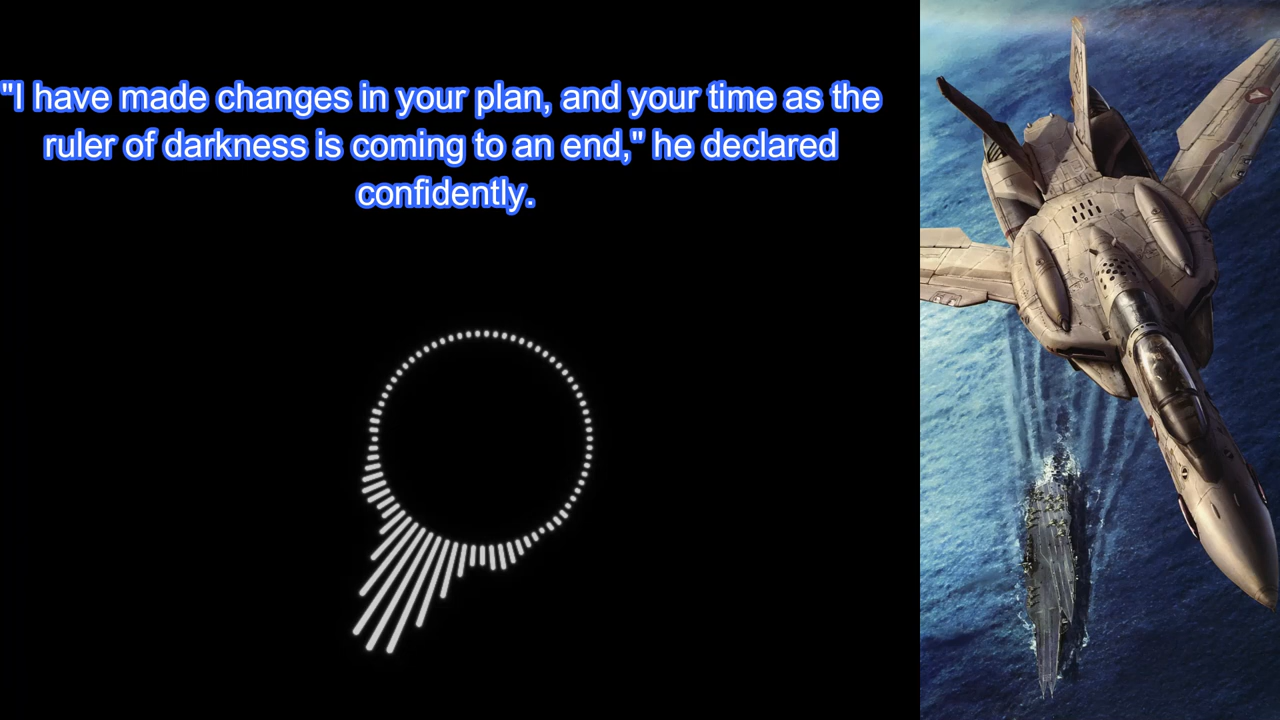 "I have made changes in your plan, and your time as the
ruler of darkness is coming to an end," he declared
confidently.